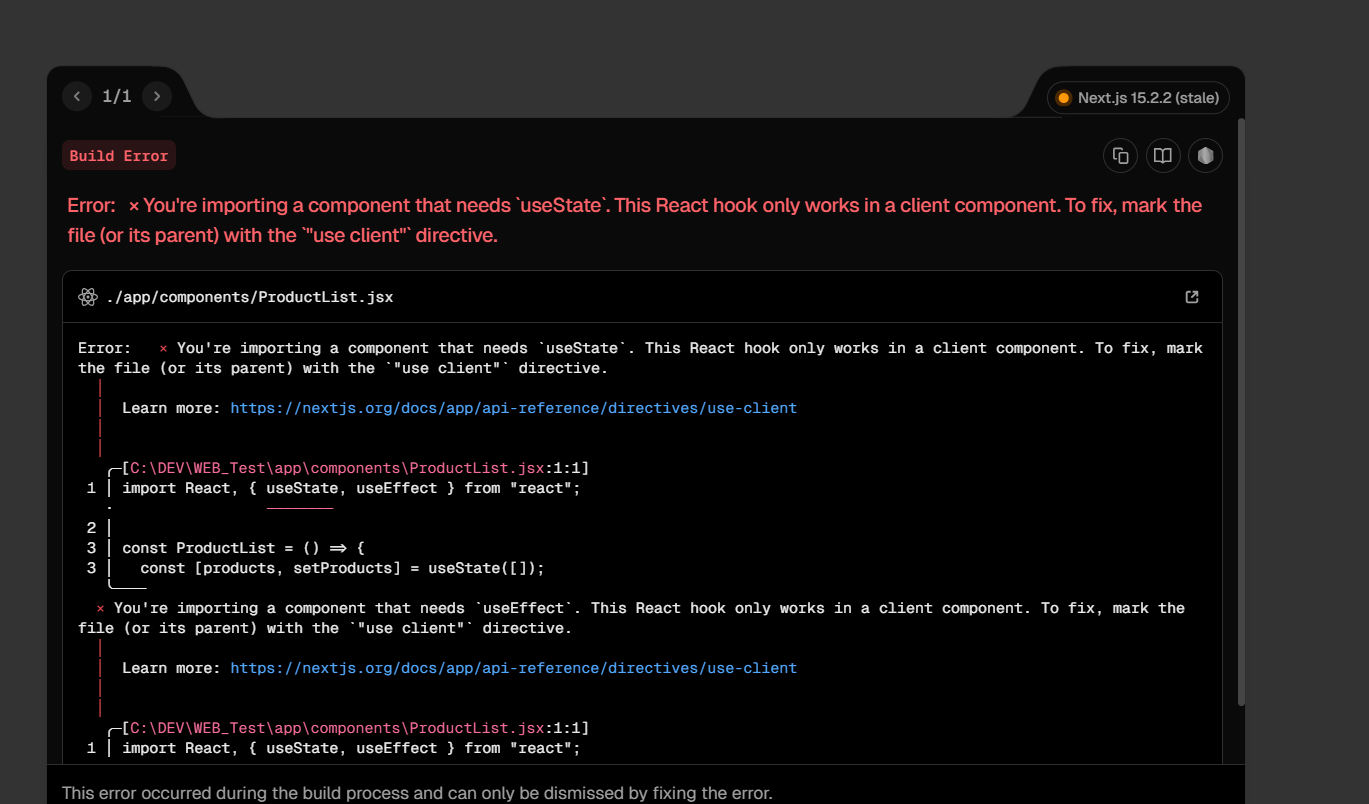 1/1
Next.js 15.2.2 (stale)
Build Error
Error: × You're importing a component that needs `useState`. This React hook only works in a client component. To fix, mark the
file (or its parent) with the `"use client"` directive.
./app/components/ProductList.jsx
Error:   × You're importing a component that needs `useState`. This React hook only works in a client component. To fix, mark
the file (or its parent) with the `"use client"` directive.
  |
  | Learn more: https://nextjs.org/docs/app/api-reference/directives/use-client
  |
  |
   ╭─[C:\DEV\WEB_Test\app\components\ProductList.jsx:1:1]
 1 │ import React, { useState, useEffect } from "react";
   ·                 ────────
 2 │
 3 │ const ProductList = () => {
 3 │   const [products, setProducts] = useState([]);
   ╰────
  × You're importing a component that needs `useEffect`. This React hook only works in a client component. To fix, mark the
file (or its parent) with the `"use client"` directive.
  |
  | Learn more: https://nextjs.org/docs/app/api-reference/directives/use-client
  |
  |
   ╭─[C:\DEV\WEB_Test\app\components\ProductList.jsx:1:1]
 1 │ import React, { useState, useEffect } from "react";
This error occurred during the build process and can only be dismissed by fixing the error.